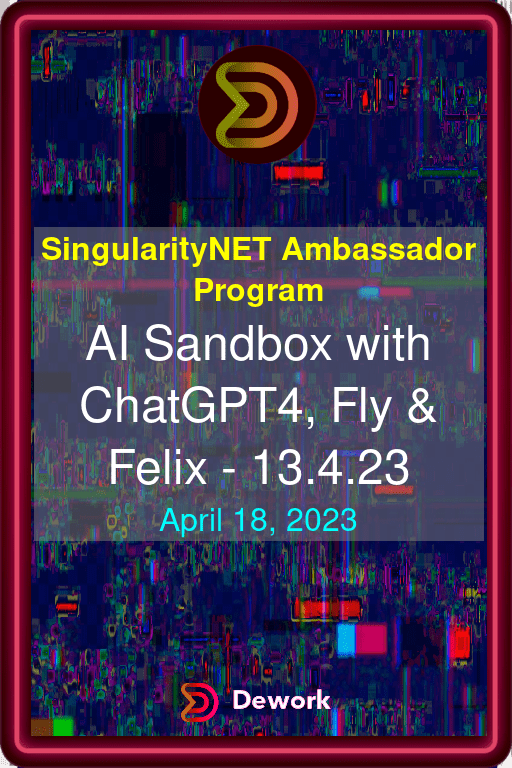 SingularityNET Ambassador
Program
AI Sandbox with
ChatGPT4, Fly &
Felix - 13.4.23
April 18, 2023
Dework